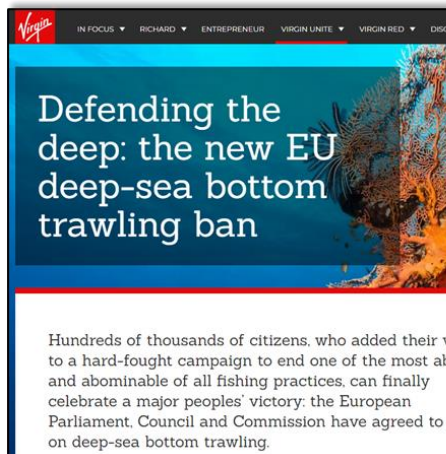 Virgin
IN FOCUS ▼ RICHARD ▼ ENTREPRENEUR VIRGIN UNITE ▼ VIRGIN RED ▼
Defending the
deep: the new EU
deep-sea bottom
trawling ban
Hundreds of thousands of citizens, who added their
to a hard-fought campaign to end one of the most
and abominable of all fishing practices, can finally
celebrate a major peoples' victory: the European
Parliament, Council and Commission have agreed to
on deep-sea bottom trawling.